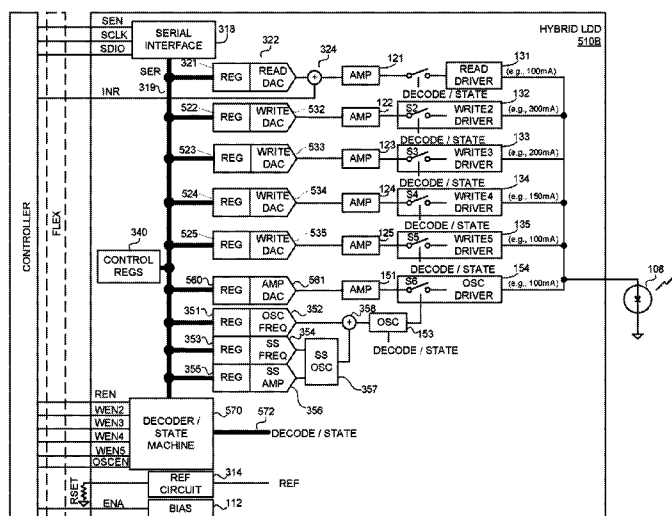 SEN
SCLK
SDIO
SERIAL INTERFACE
318
HYBRID LDD
510B
322
SER
319
321
REG
READ DAC
324
121
AMP
131
READ DRIVER
(e.g., 100mA)
DECODE / STATE
INR
522
REG
WRITE DAC
532
AMP
122
S2
132
WRITE2 DRIVER
(e.g., 300mA)
DECODE / STATE
523
REG
WRITE DAC
533
AMP
123
S3
133
WRITE3 DRIVER
(e.g., 200mA)
DECODE / STATE
524
REG
WRITE DAC
534
AMP
124
S4
134
WRITE4 DRIVER
(e.g., 150mA)
DECODE / STATE
525
REG
WRITE DAC
535
AMP
125
S5
135
WRITE5 DRIVER
(e.g., 100mA)
DECODE / STATE
340
CONTROL REGS
560
REG
AMP DAC
561
AMP
151
S6
154
OSC DRIVER
(e.g., 100mA)
108
351
REG
OSC FREQ
352
358
OSC
153
DECODE / STATE
353
REG
SS FREQ
354
355
REG
SS AMP
356
SS OSC
357
CONTROLLER
FLEX
REN
WEN2
WEN3
WEN4
WEN5
OSCEN
DECODER / STATE MACHINE
570
572
DECODE / STATE
RSET
REF CIRCUIT
314
REF
ENA
BIAS
112